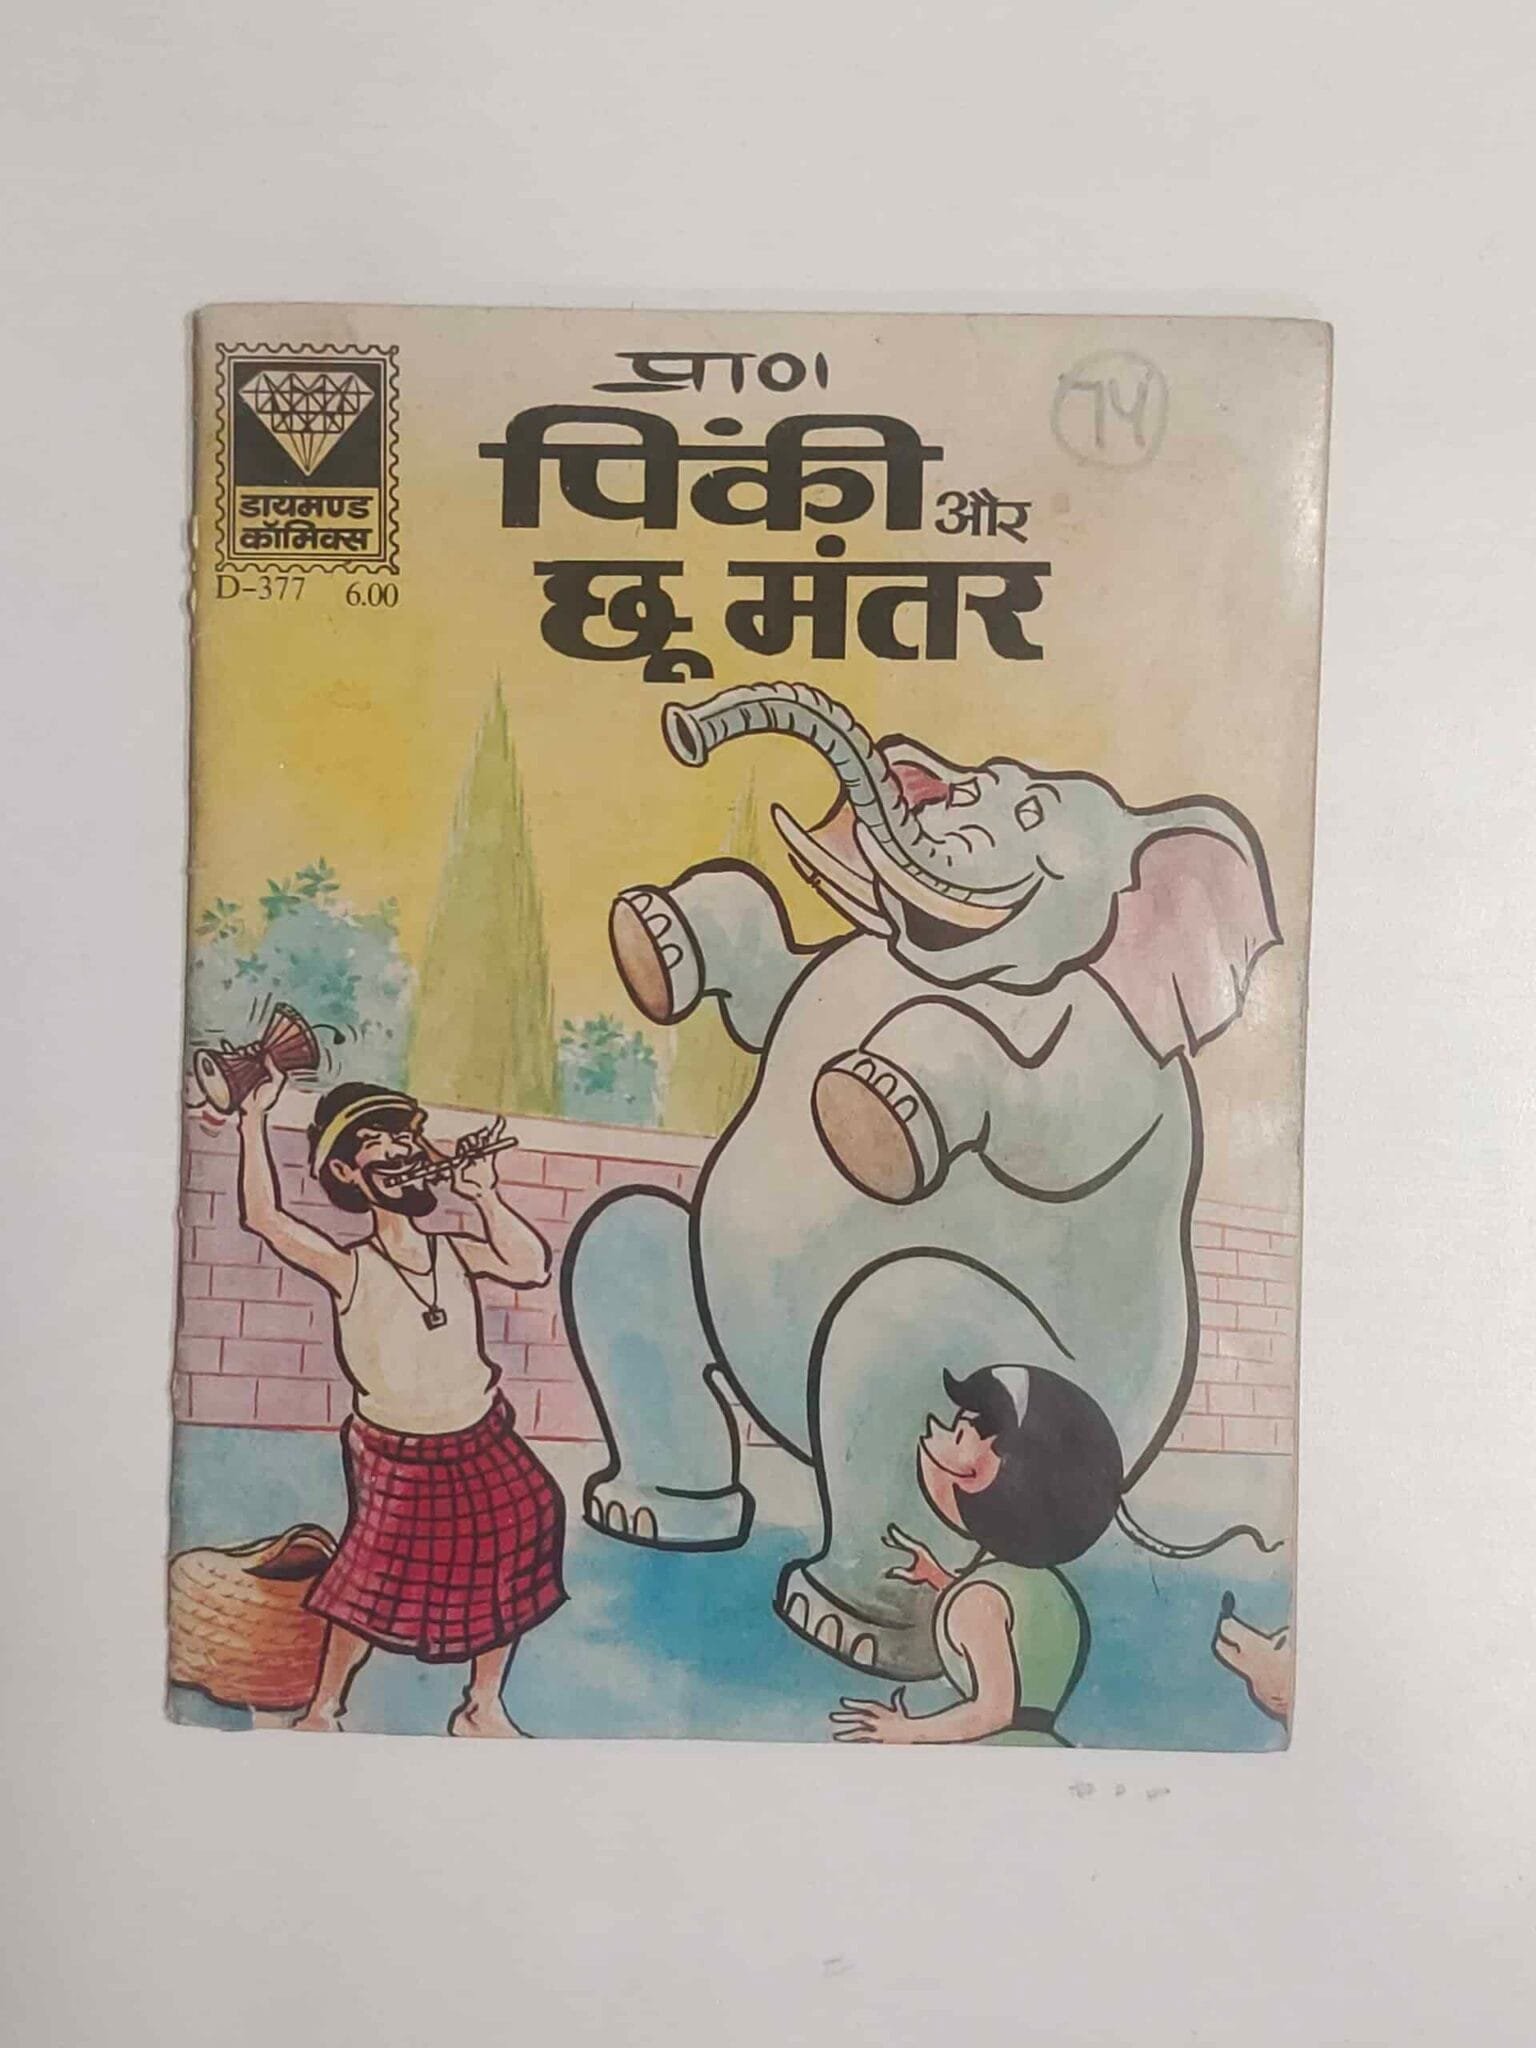 प्राण
पिंकी और
छू मंतर
डायमण्ड
कॉमिक्स
D-377 6.00
74